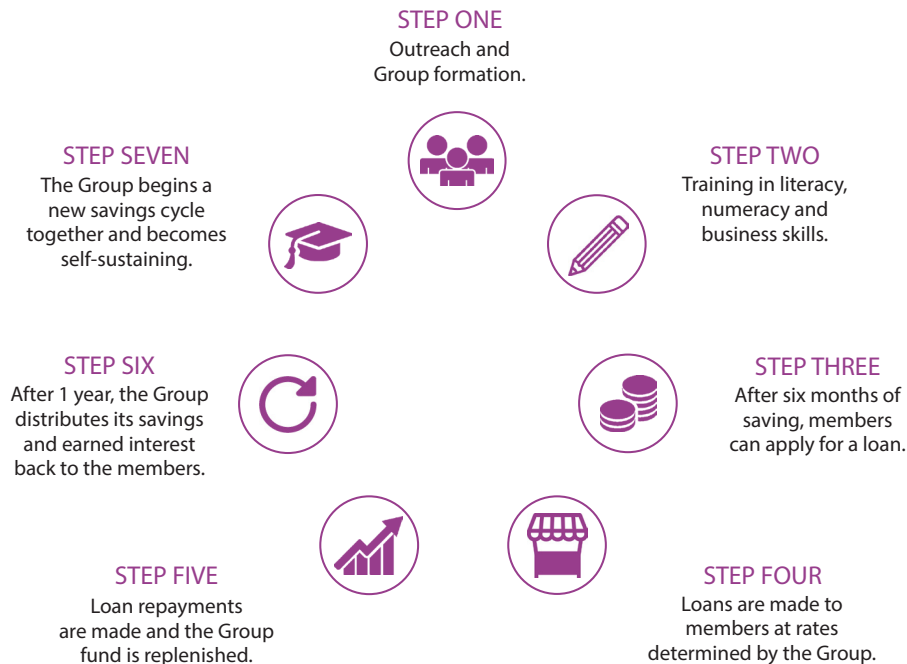 STEP ONE
Outreach and
Group formation.
STEP TWO
Training in literacy,
numeracy and
business skills.
STEP THREE
After six months of
saving, members
can apply for a loan.
STEP FOUR
Loans are made to
members at rates
determined by the Group.
STEP FIVE
Loan repayments
are made and the Group
fund is replenished.
STEP SIX
After 1 year, the Group
distributes its savings
and earned interest
back to the members.
STEP SEVEN
The Group begins a
new savings cycle
together and becomes
self-sustaining.